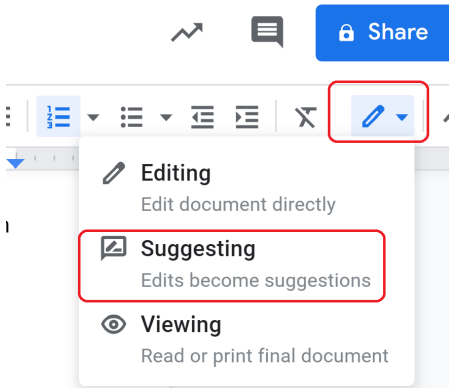 Share
Editing
Edit document directly
Suggesting
Edits become suggestions
Viewing
Read or print final document